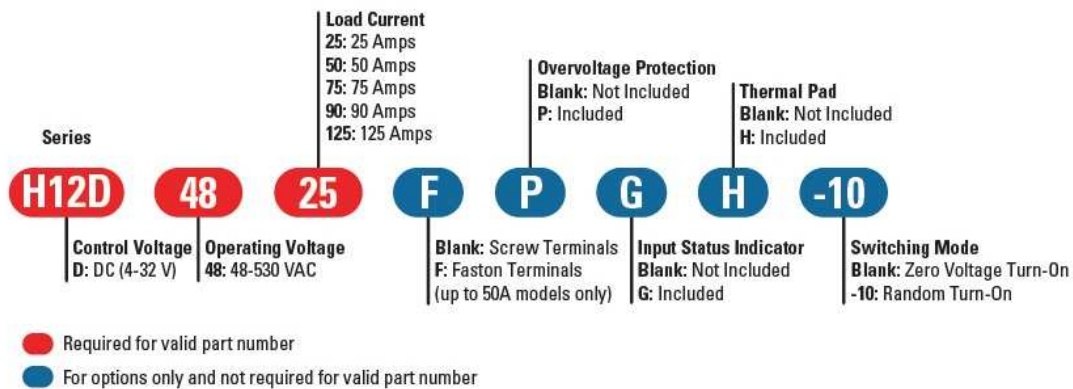 Load Current
25: 25 Amps
50: 50 Amps
75: 75 Amps
90: 90 Amps
125: 125 Amps
Overvoltage Protection
Blank: Not Included
P: Included
Thermal Pad
Blank: Not Included
H: Included
Series
H12D 48 25 F P G H -10
Control Voltage
D: DC (4-32 V)
Operating Voltage
48: 48-530 VAC
Blank: Screw Terminals
F: Faston Terminals
(up to 50A models only)
Input Status Indicator
Blank: Not Included
G: Included
Switching Mode
Blank: Zero Voltage Turn-On
-10: Random Turn-On
Required for valid part number
For options only and not required for valid part number